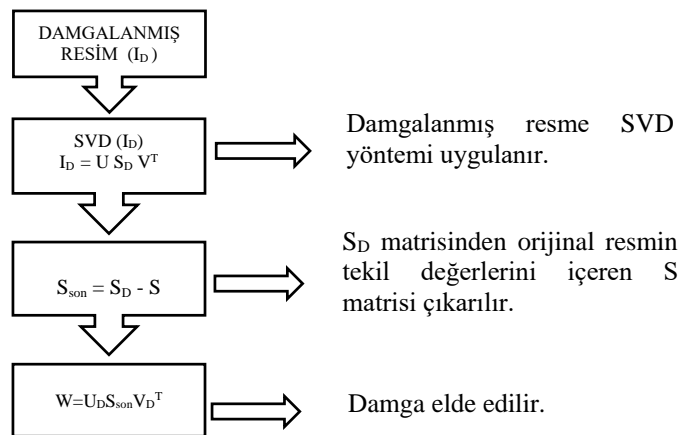 DAMGALANMIŞ
RESİM (I_D)
SVD (I_D)
I_D = U S_D V^T
Damgalanmış resme SVD
yöntemi uygulanır.
S_son = S_D - S
S_D matrisinden orijinal resmin
tekil değerlerini içeren S
matrisi çıkarılır.
W=U_DS_sonV_D^T
Damga elde edilir.